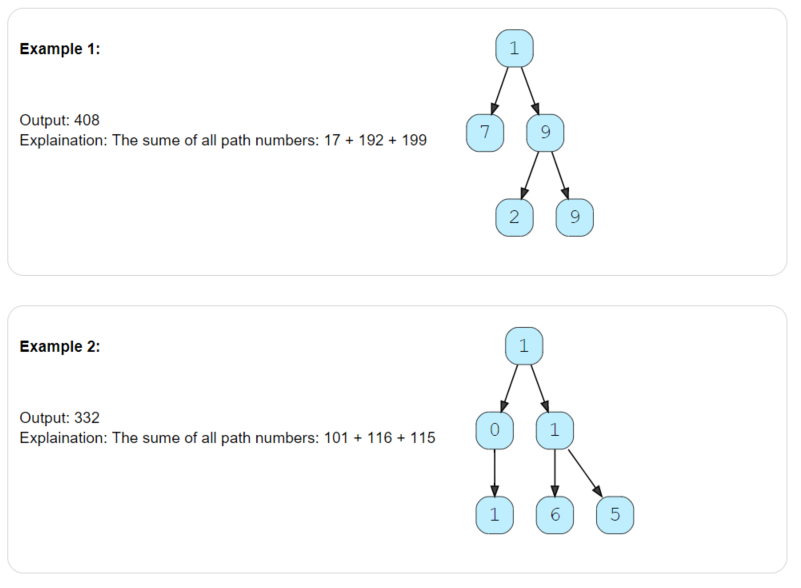 Example 1:
1
Output: 408
7 9
Explaination: The sume of all path numbers: 17 + 192 + 199
2 9
Example 2:
1
Output: 332
0 1
Explaination: The sume of all path numbers: 101 + 116 + 115
1 6 5